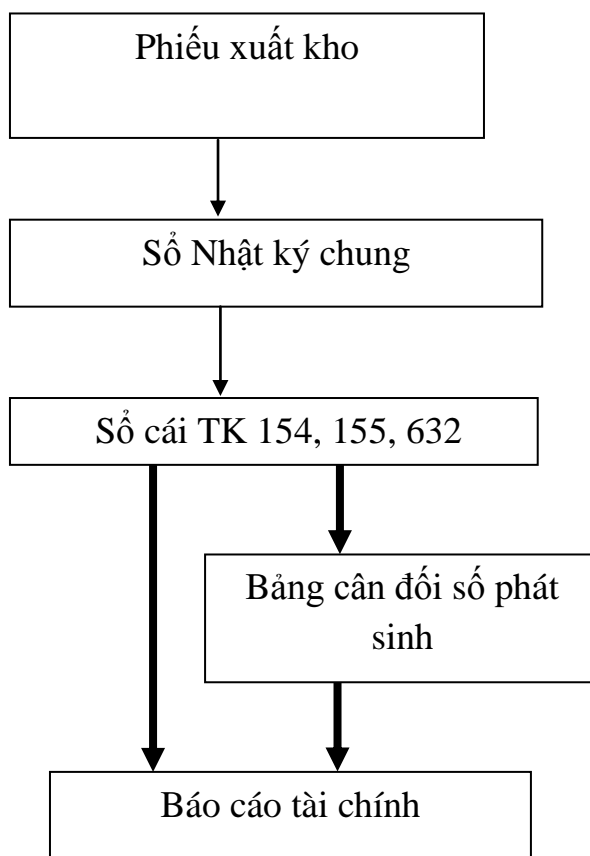 Phiếu xuất kho
Sổ Nhật ký chung
Sổ cái TK 154, 155, 632
Bảng cân đối số phát
sinh
Báo cáo tài chính